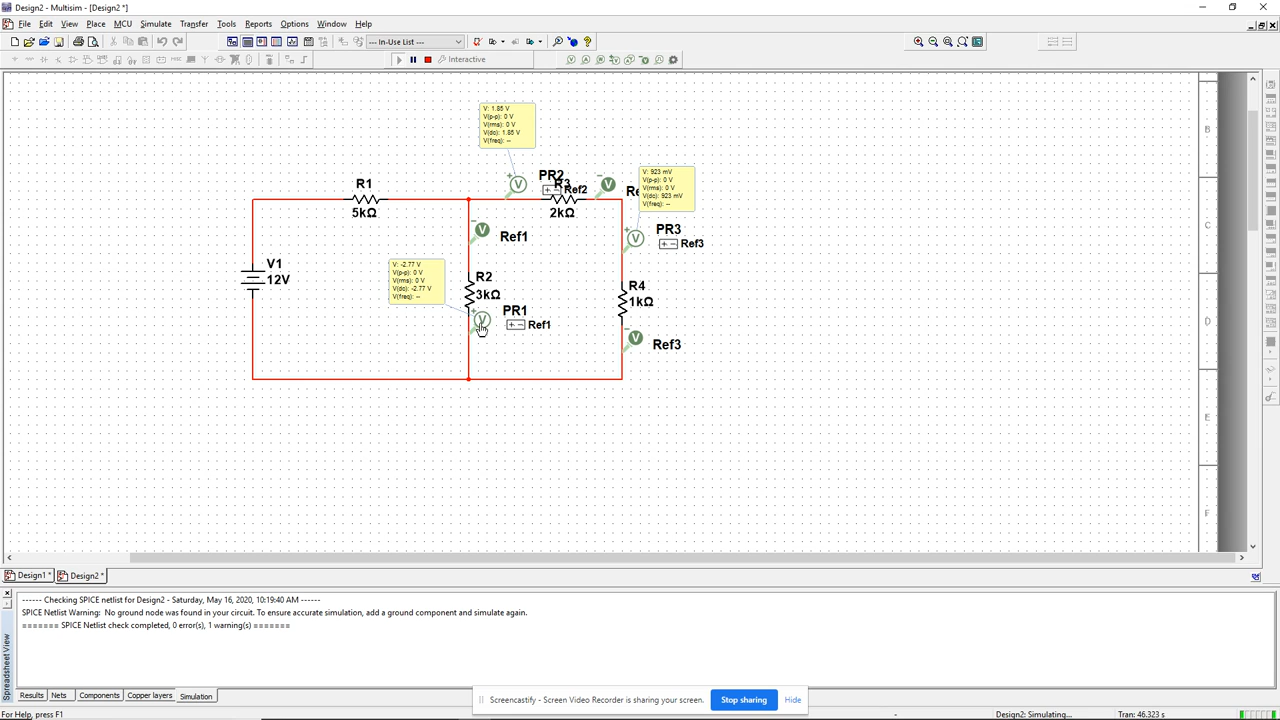 Design2 - Multisim - [Design2 *]
File Edit View Place MCU Simulate Transfer Tools Reports Options Window Help
--- In-Use List ---
Interactive
V: 1.85 V
V(p-p): 0 V
V(rms): 0 V
V(dc): 1.85 V
V(freq): --
B
V: 923 mV
V(p-p): 0 V
V(rms): 0 V
V(dc): 923 mV
V(freq): --
PR2
R1
R3
Ref2
5kΩ
2kΩ
C
PR3
Ref1
Ref3
V: -2.77 V
V(p-p): 0 V
V(rms): 0 V
V(dc): -2.77 V
V(freq): --
V1
12V
R2
3kΩ
R4
1kΩ
PR1
Ref1
D
Ref3
E
F
Design1 * Design2 *
------ Checking SPICE netlist for Design2 - Saturday, May 16, 2020, 10:19:40 AM ------
SPICE Netlist Warning: No ground node was found in your circuit. To ensure accurate simulation, add a ground component and simulate again.
======= SPICE Netlist check completed, 0 error(s), 1 warning(s) =======
Spreadsheet View
Results Nets Components Copper layers Simulation
Screencastify - Screen Video Recorder is sharing your screen. Stop sharing Hide
For Help, press F1
- Design2: Simulating... Tran: 46.323 s